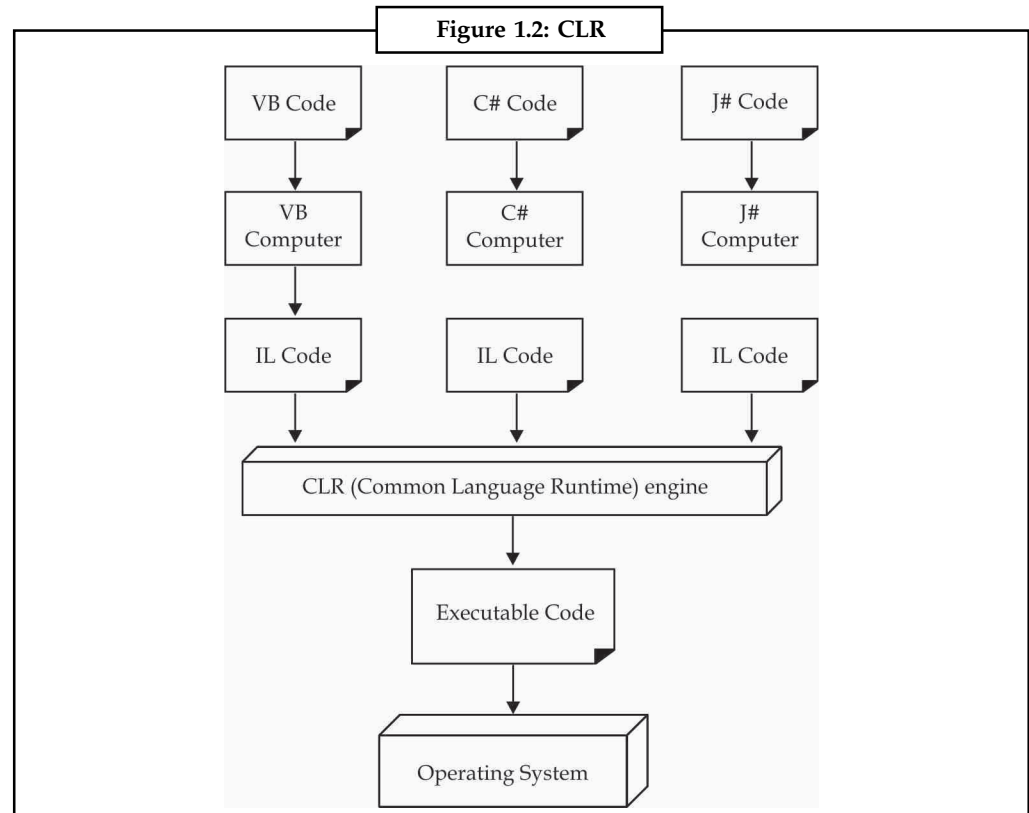 Figure 1.2: CLR
VB Code
C# Code
J# Code
VB
Computer
C#
Computer
J#
Computer
IL Code
IL Code
IL Code
CLR (Common Language Runtime) engine
Executable Code
Operating System